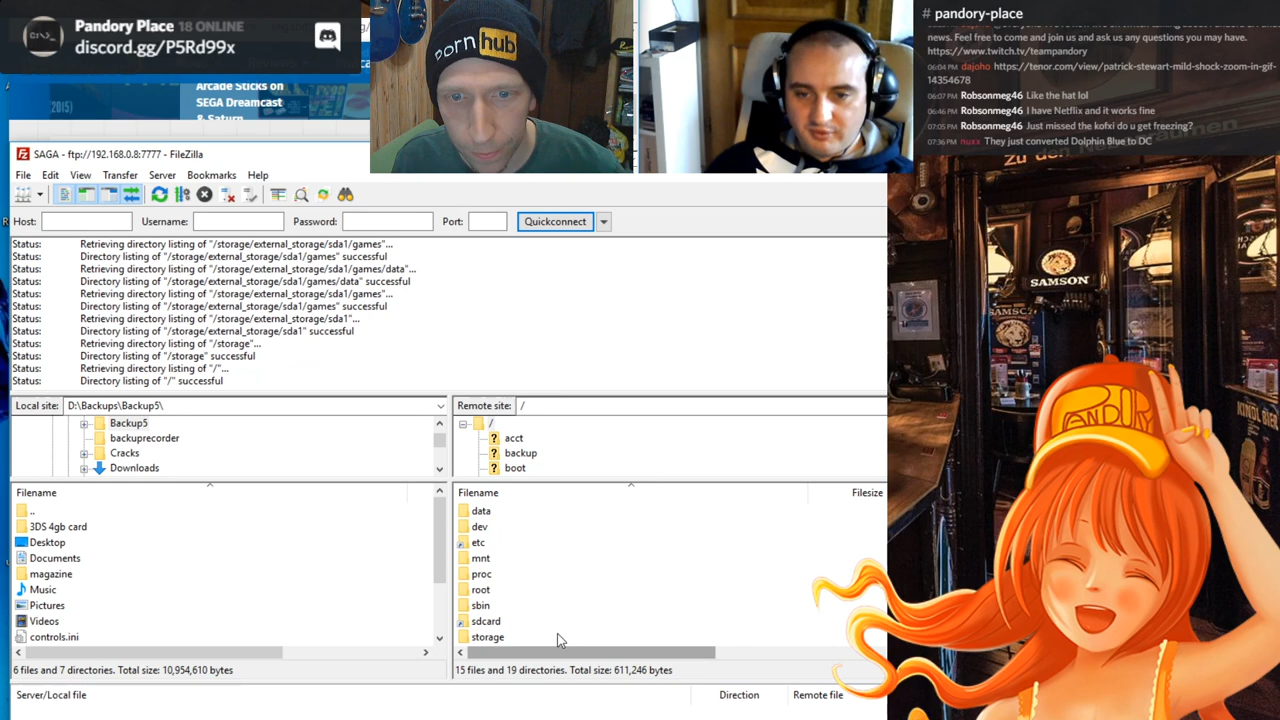 Pandory Place 18 ONLINE
discord.gg/P5Rd99x
2015)
Arcade Sticks on
SEGA Dreamcast
& Saturn
porn hub
# pandory-place
news. Feel free to come and join us and ask us any questions you may have.
https://www.twitch.tv/teampandory
06:04 PM dajoho https://tenor.com/view/patrick-stewart-mild-shock-zoom-in-gif-
14354678
06:07 PM Robsonmeg46 Like the hat lol
06:46 PM Robsonmeg46 I have Netflix and it works fine
07:05 PM Robsonmeg46 Just missed the kofxi do u get freezing?
07:36 PM nuxx They just converted Dolphin Blue to DC
SAGA - ftp://192.168.0.8:7777 - FileZilla
File Edit View Transfer Server Bookmarks Help
Host: Username: Password: Port: Quickconnect
Status: Retrieving directory listing of "/storage/external_storage/sda1/games"...
Status: Directory listing of "/storage/external_storage/sda1/games" successful
Status: Retrieving directory listing of "/storage/external_storage/sda1/games/data"...
Status: Directory listing of "/storage/external_storage/sda1/games/data" successful
Status: Retrieving directory listing of "/storage/external_storage/sda1/games"...
Status: Directory listing of "/storage/external_storage/sda1/games" successful
Status: Retrieving directory listing of "/storage/external_storage/sda1"...
Status: Directory listing of "/storage/external_storage/sda1" successful
Status: Retrieving directory listing of "/storage"...
Status: Directory listing of "/storage" successful
Status: Retrieving directory listing of "/"...
Status: Directory listing of "/" successful
Local site: D:\Backups\Backup5\
Backup5
backuprecorder
Cracks
Downloads
Filename
..
3DS 4gb card
Desktop
Documents
magazine
Music
Pictures
Videos
controls.ini
6 files and 7 directories. Total size: 10,954,610 bytes
Remote site: /
/
acct
backup
boot
Filename Filesize
data
dev
etc
mnt
proc
root
sbin
sdcard
storage
15 files and 19 directories. Total size: 611,246 bytes
Server/Local file Direction Remote file
SAMSON
PANDORY